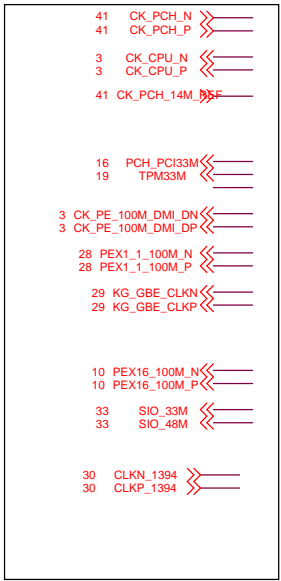 41 CK_PCH_N
41 CK_PCH_P
3 CK_CPU_N
3 CK_CPU_P
41 CK_PCH_14M_REF
16 PCH_PCI33M
19 TPM33M
3 CK_PE_100M_DMI_DN
3 CK_PE_100M_DMI_DP
28 PEX1_1_100M_N
28 PEX1_1_100M_P
29 KG_GBE_CLKN
29 KG_GBE_CLKP
10 PEX16_100M_N
10 PEX16_100M_P
33 SIO_33M
33 SIO_48M
30 CLKN_1394
30 CLKP_1394